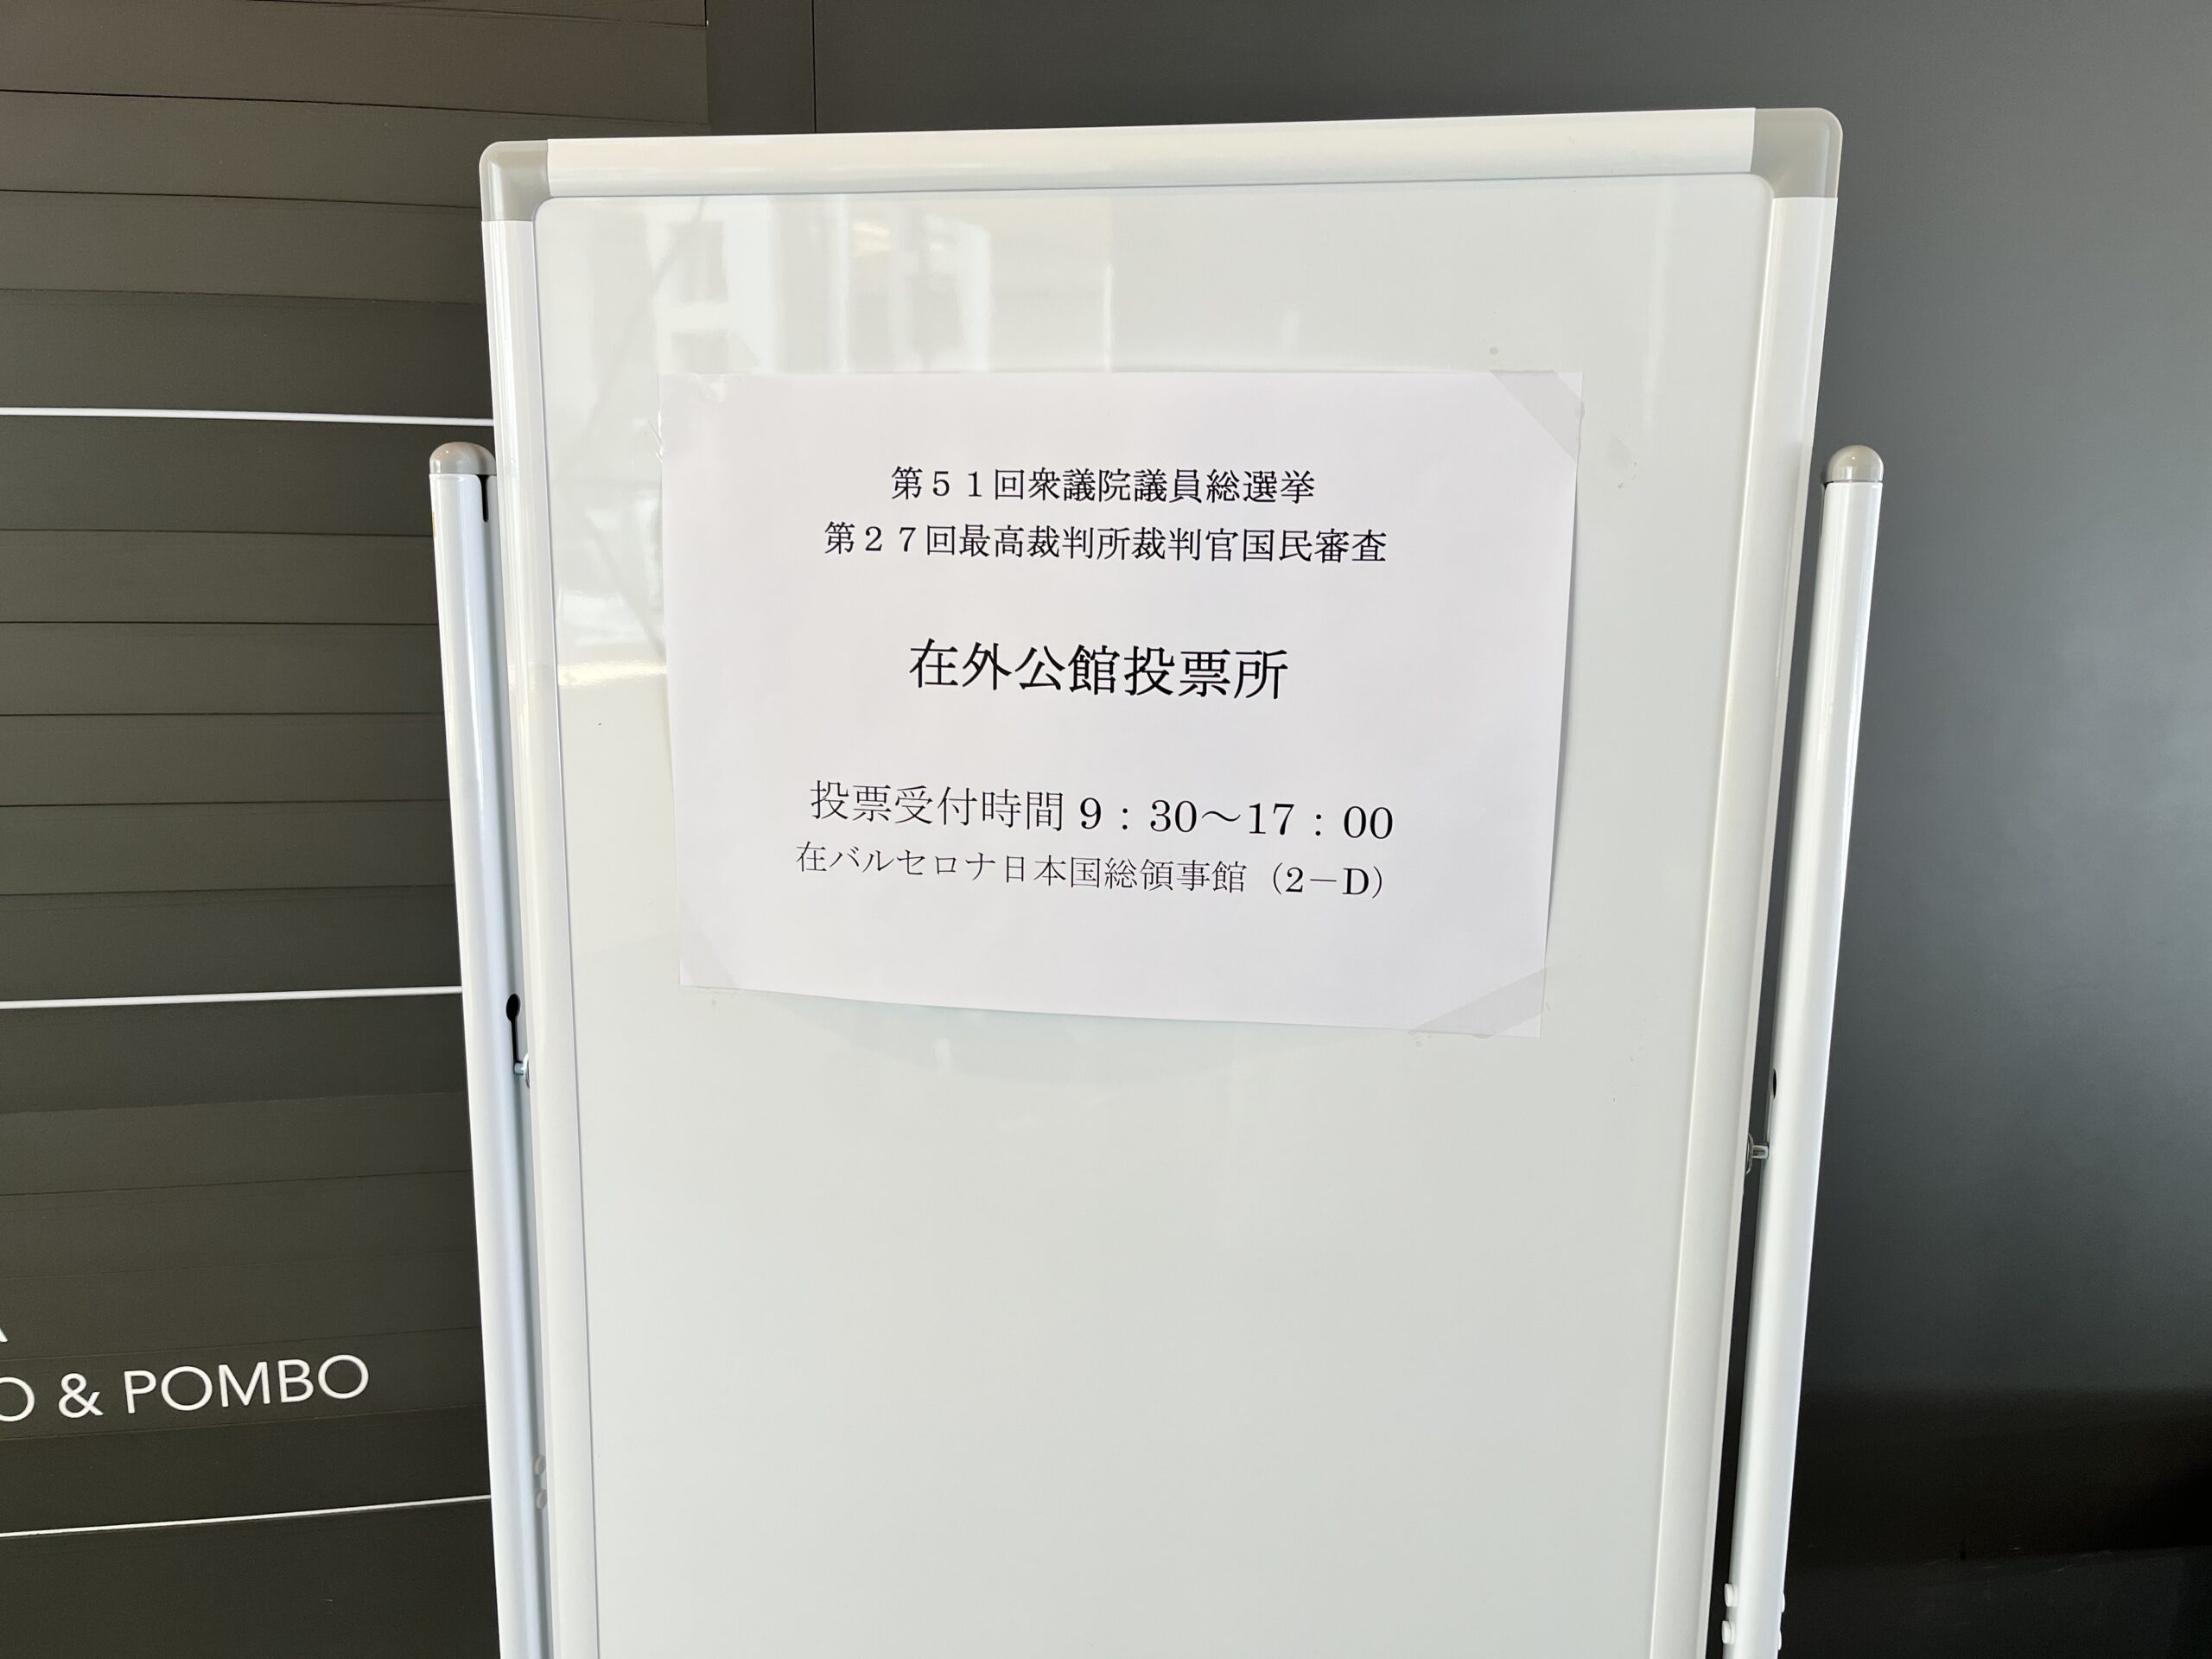 第５１回衆議院議員総選挙
第２７回最高裁判所裁判官国民審査
在外公館投票所
投票受付時間 9：30～17：00
在バルセロナ日本国総領事館（2－D）
O & POMBO